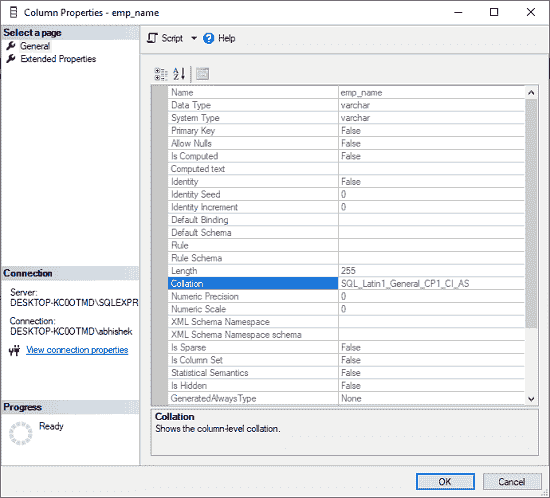 Column Properties - emp_name
Select a page
General
Extended Properties
Script Help
Name emp_name
Data Type varchar
System Type varchar
Primary Key False
Allow Nulls False
Is Computed False
Computed text
Identity False
Identity Seed 0
Identity Increment 0
Default Binding
Default Schema
Rule
Rule Schema
Length 255
Collation SQL_Latin1_General_CP1_CI_AS
Numeric Precision 0
Numeric Scale 0
XML Schema Namespace
XML Schema Namespace schema
Is Sparse False
Is Column Set False
Statistical Semantics False
Is Hidden False
GeneratedAlwaysType None
Collation
Shows the column-level collation.
Connection
Server:
DESKTOP-KC0OTMD\SQLEXPR
Connection:
DESKTOP-KC0OTMD\abhishek
View connection properties
Progress
Ready
OK Cancel